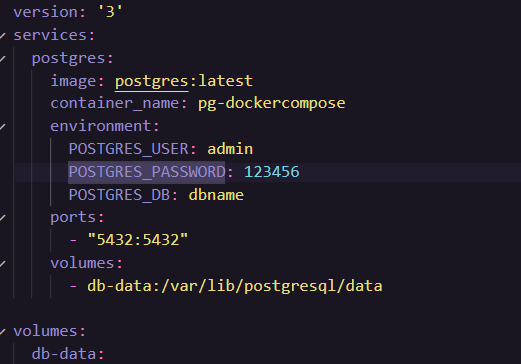 version: '3'
services:
  postgres:
    image: postgres:latest
    container_name: pg-dockercompose
    environment:
      POSTGRES_USER: admin
      POSTGRES_PASSWORD: 123456
      POSTGRES_DB: dbname
    ports:
      - "5432:5432"
    volumes:
      - db-data:/var/lib/postgresql/data

volumes:
  db-data: